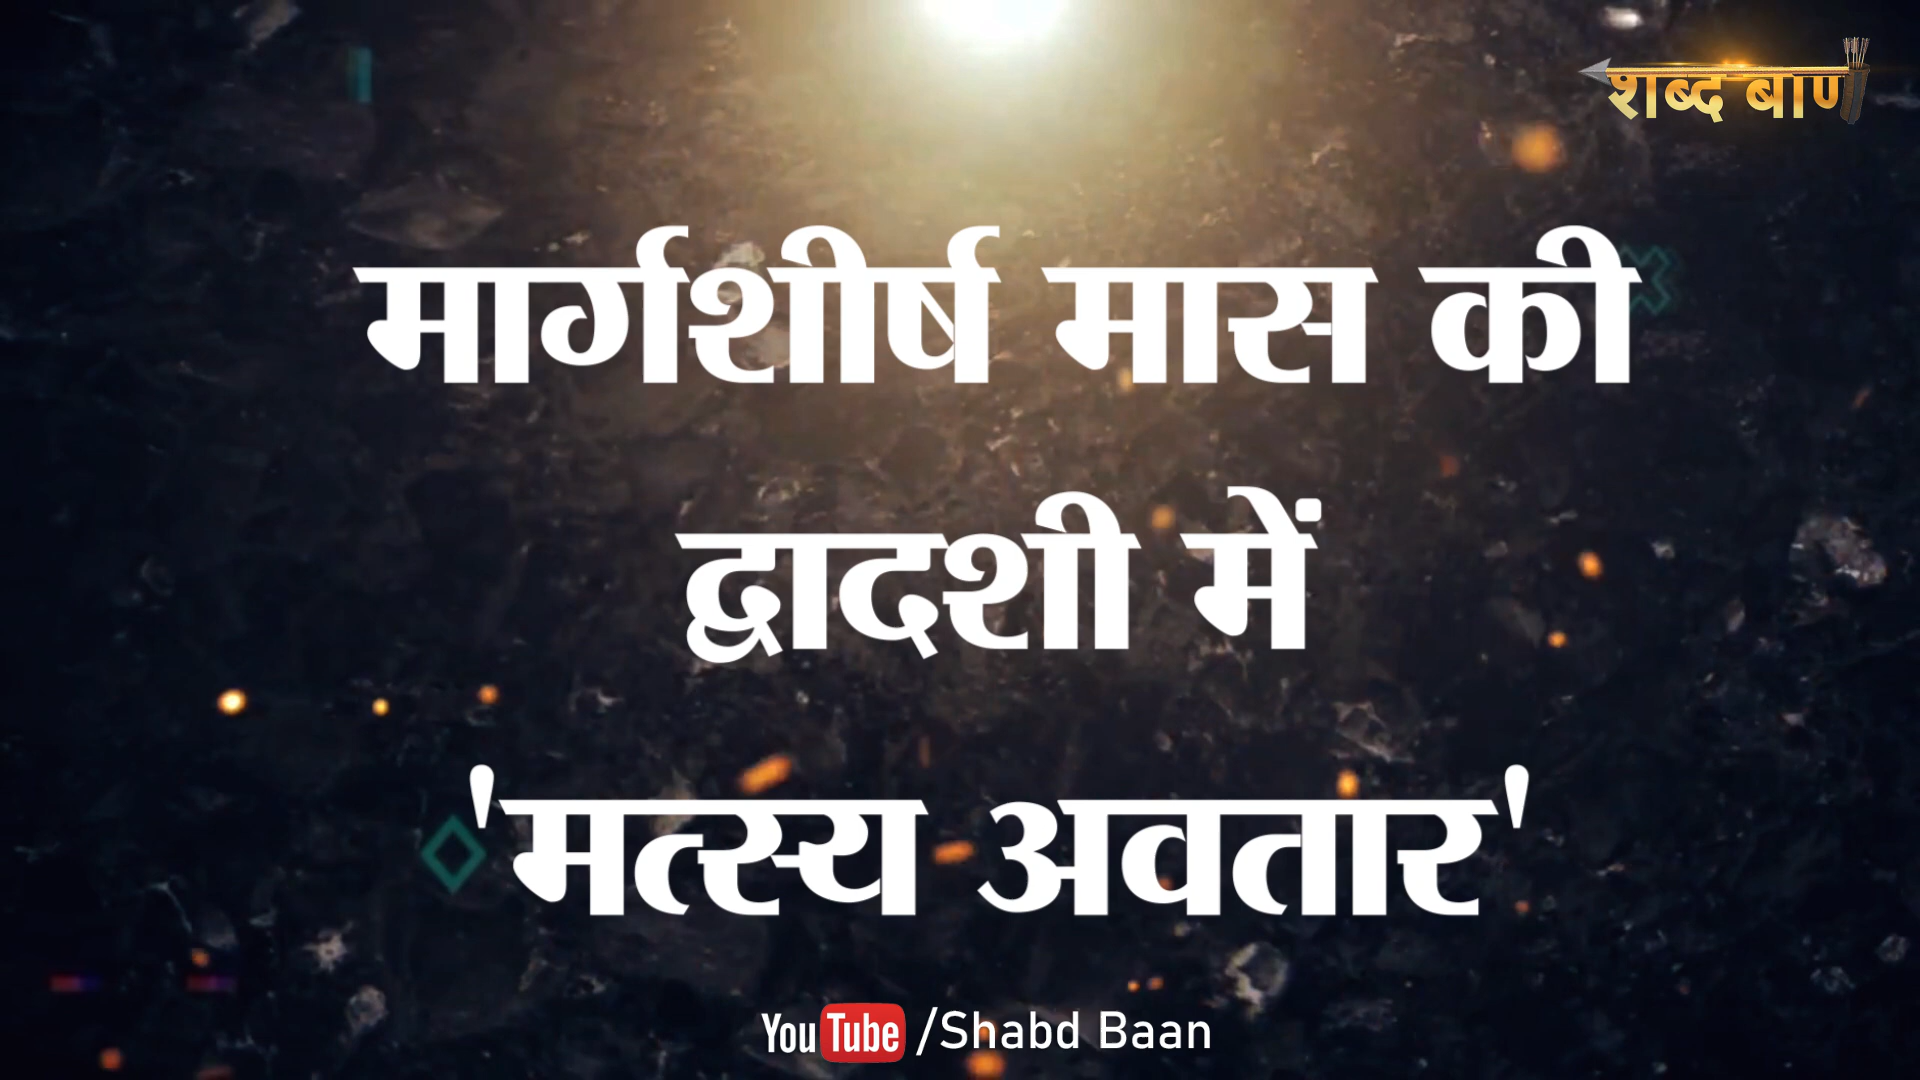 शब्द बाण
मार्गशीर्ष मास की
द्वादशी में
'मत्स्य अवतार'
YouTube /Shabd Baan